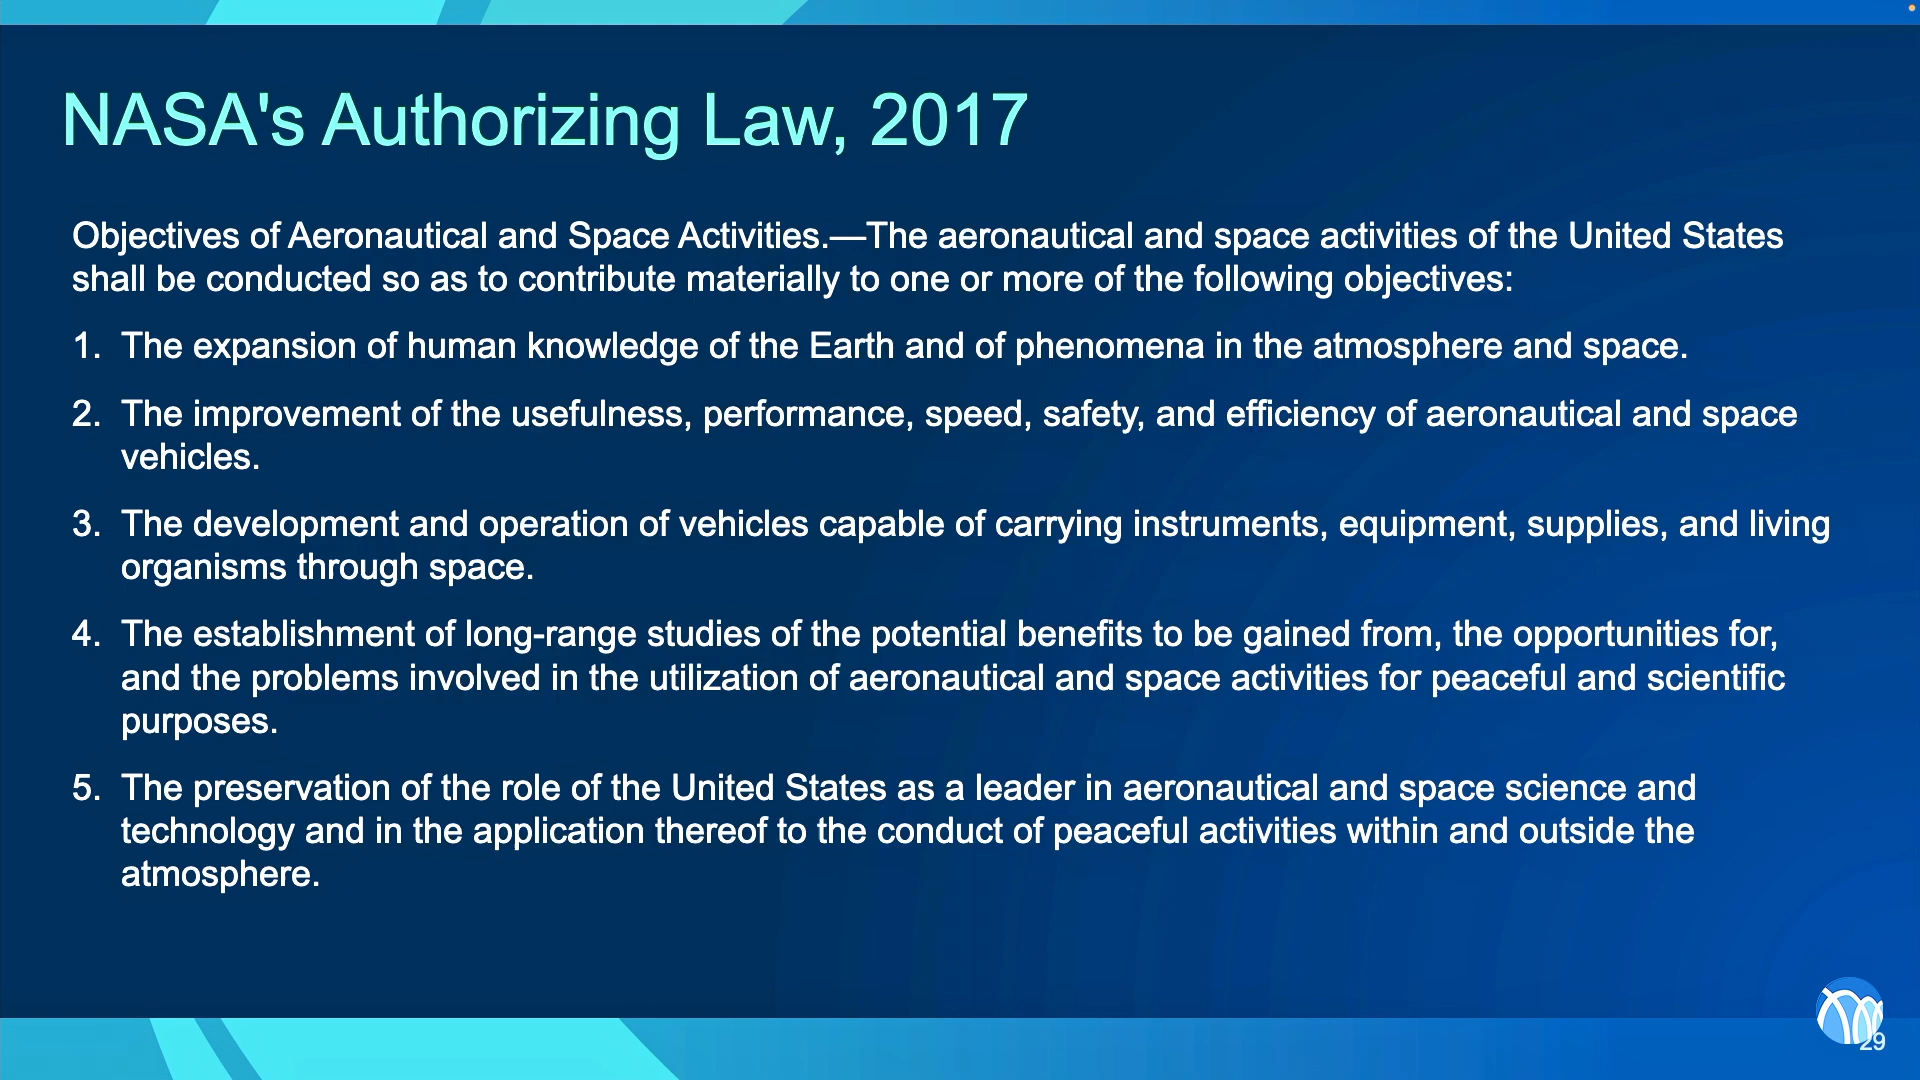 NASA's Authorizing Law, 2017
Objectives of Aeronautical and Space Activities.—The aeronautical and space activities of the United States
shall be conducted so as to contribute materially to one or more of the following objectives:
1. The expansion of human knowledge of the Earth and of phenomena in the atmosphere and space.
2. The improvement of the usefulness, performance, speed, safety, and efficiency of aeronautical and space
vehicles.
3. The development and operation of vehicles capable of carrying instruments, equipment, supplies, and living
organisms through space.
4. The establishment of long-range studies of the potential benefits to be gained from, the opportunities for,
and the problems involved in the utilization of aeronautical and space activities for peaceful and scientific
purposes.
5. The preservation of the role of the United States as a leader in aeronautical and space science and
technology and in the application thereof to the conduct of peaceful activities within and outside the
atmosphere.
29